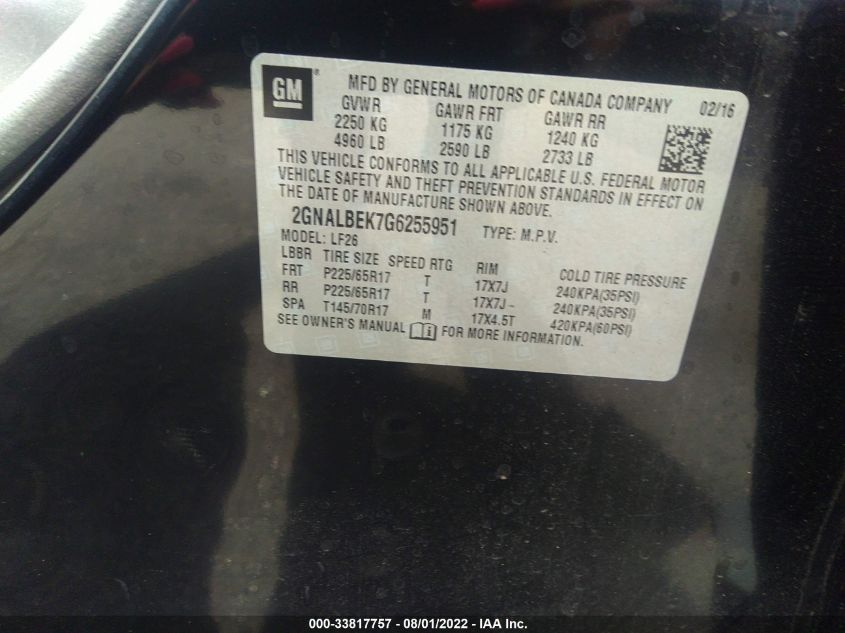 GM ® MFD BY GENERAL MOTORS OF CANADA COMPANY 02/16
GVWR GAWR FRT GAWR RR
2250 KG 1175 KG 1240 KG
4960 LB 2590 LB 2733 LB
THIS VEHICLE CONFORMS TO ALL APPLICABLE U.S. FEDERAL MOTOR
VEHICLE SAFETY AND THEFT PREVENTION STANDARDS IN EFFECT ON
THE DATE OF MANUFACTURE SHOWN ABOVE.
2GNALBEK7G6255951 TYPE: M.P.V.
MODEL: LF26
LBBR TIRE SIZE SPEED RTG RIM COLD TIRE PRESSURE
FRT P225/65R17 T 17X7J 240KPA(35PSI)
RR P225/65R17 T 17X7J - 240KPA(35PSI)
SPA T145/70R17 M 17X4.5T 420KPA(60PSI)
SEE OWNER'S MANUAL FOR MORE INFORMATION.
000-33817757 - 08/01/2022 - IAA Inc.